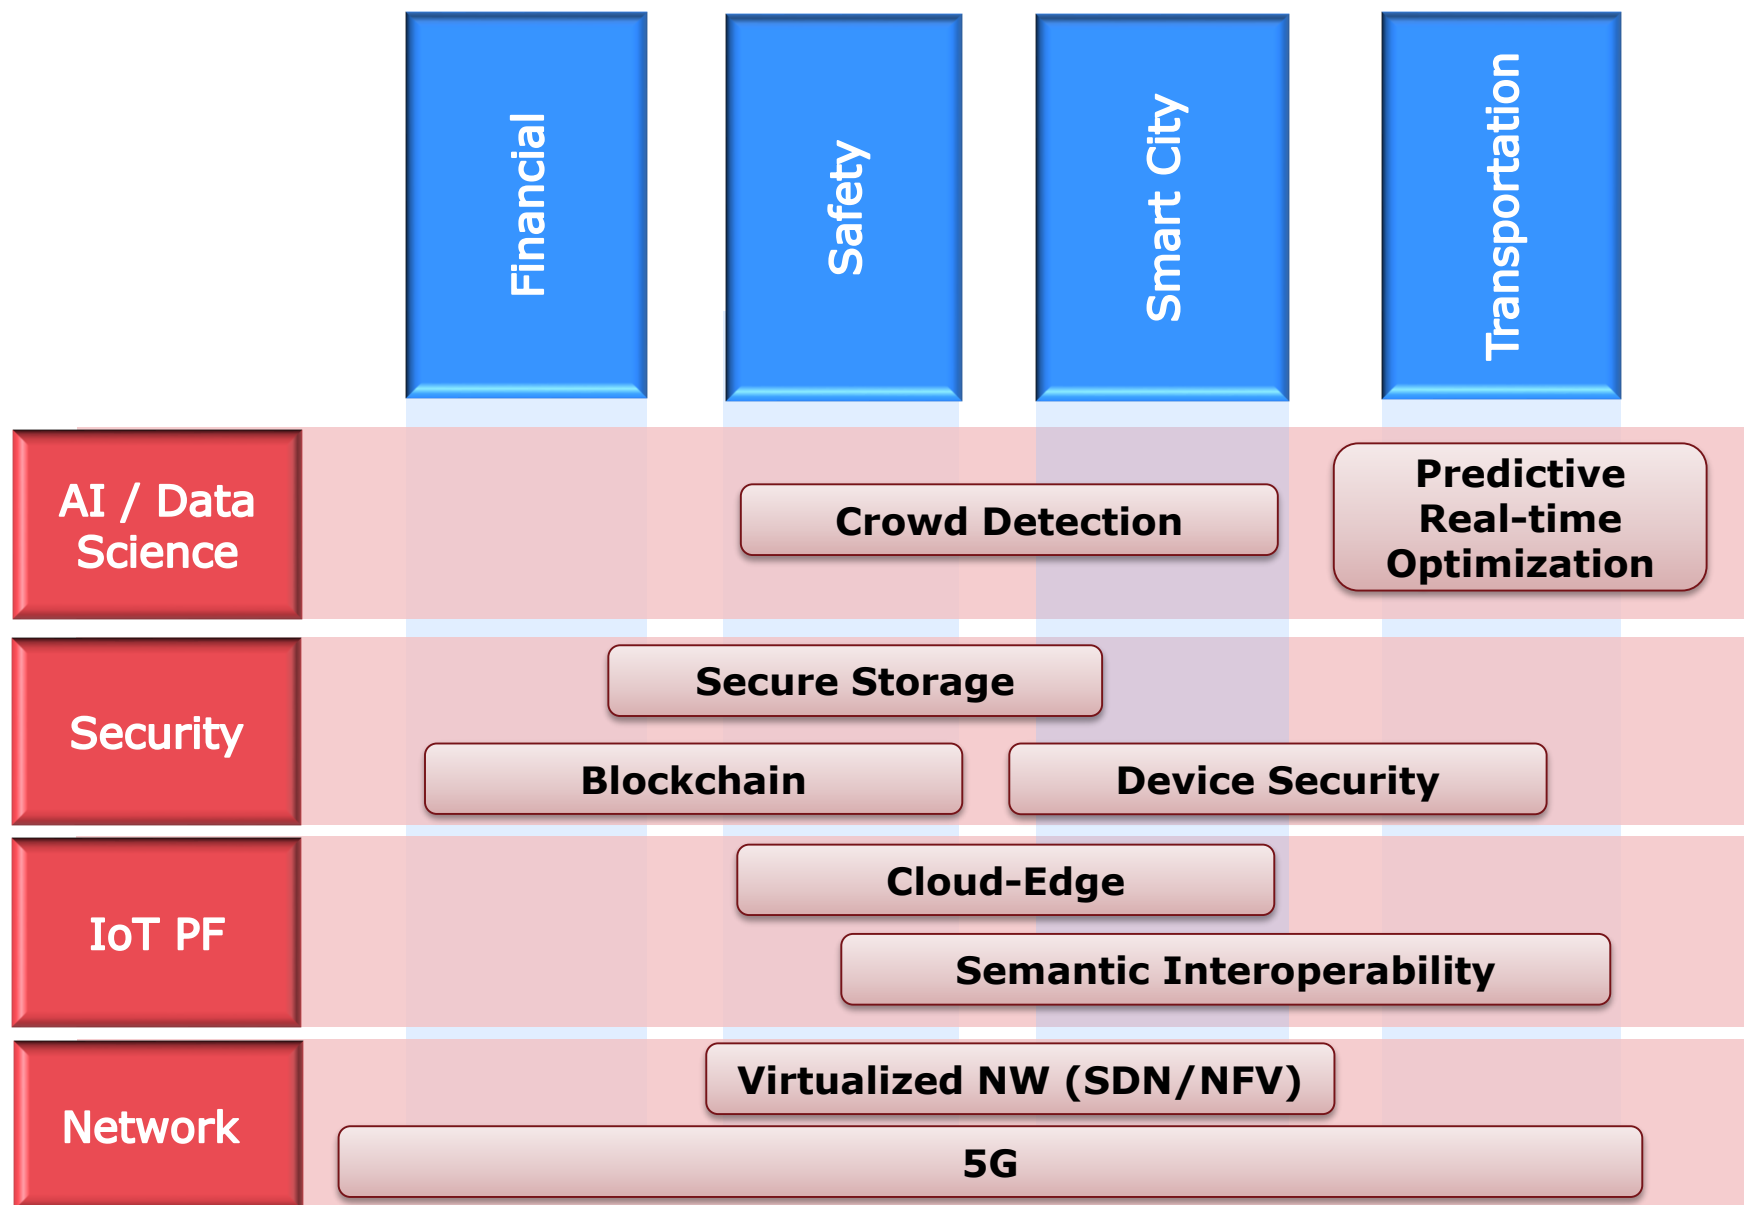 Financial
Safety
Smart City
Transportation
AI / Data
Science
Crowd Detection
Predictive
Real-time
Optimization
Security
Secure Storage
Blockchain
Device Security
IoT PF
Cloud-Edge
Semantic Interoperability
Network
Virtualized NW (SDN/NFV)
5G